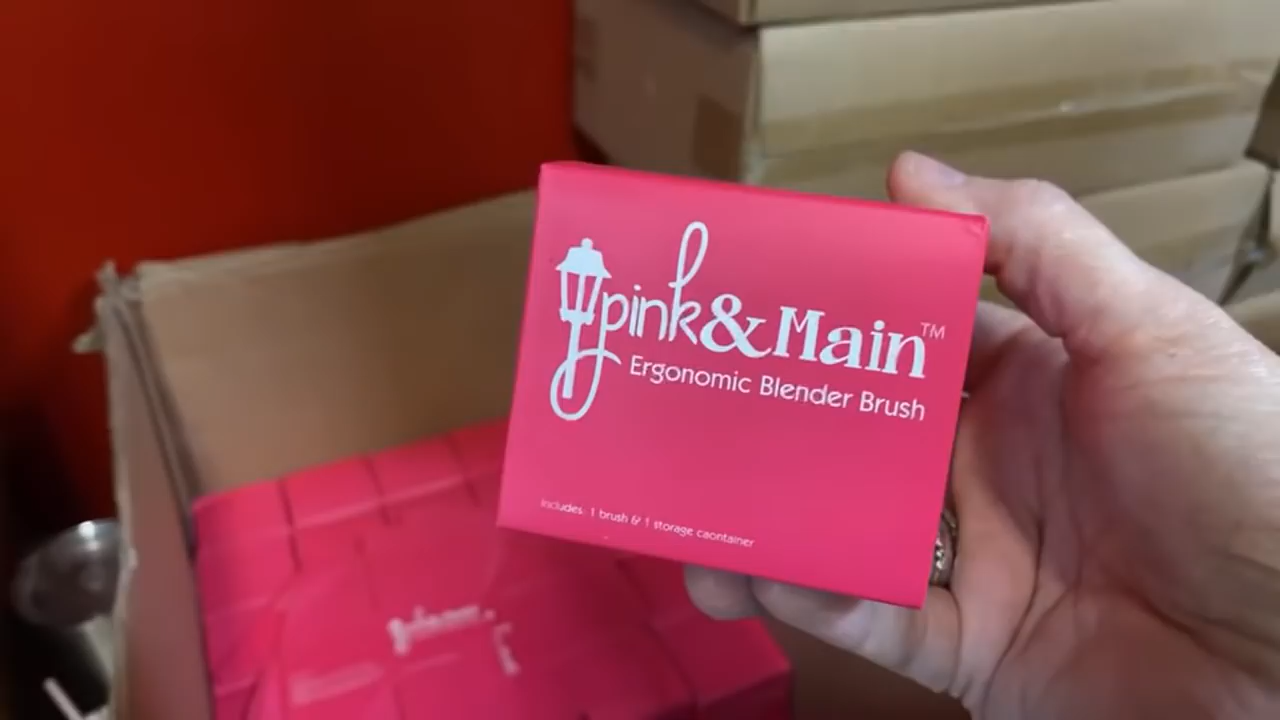 pink&Main™
Ergonomic Blender Brush
Includes: 1 brush & 1 storage caontainer